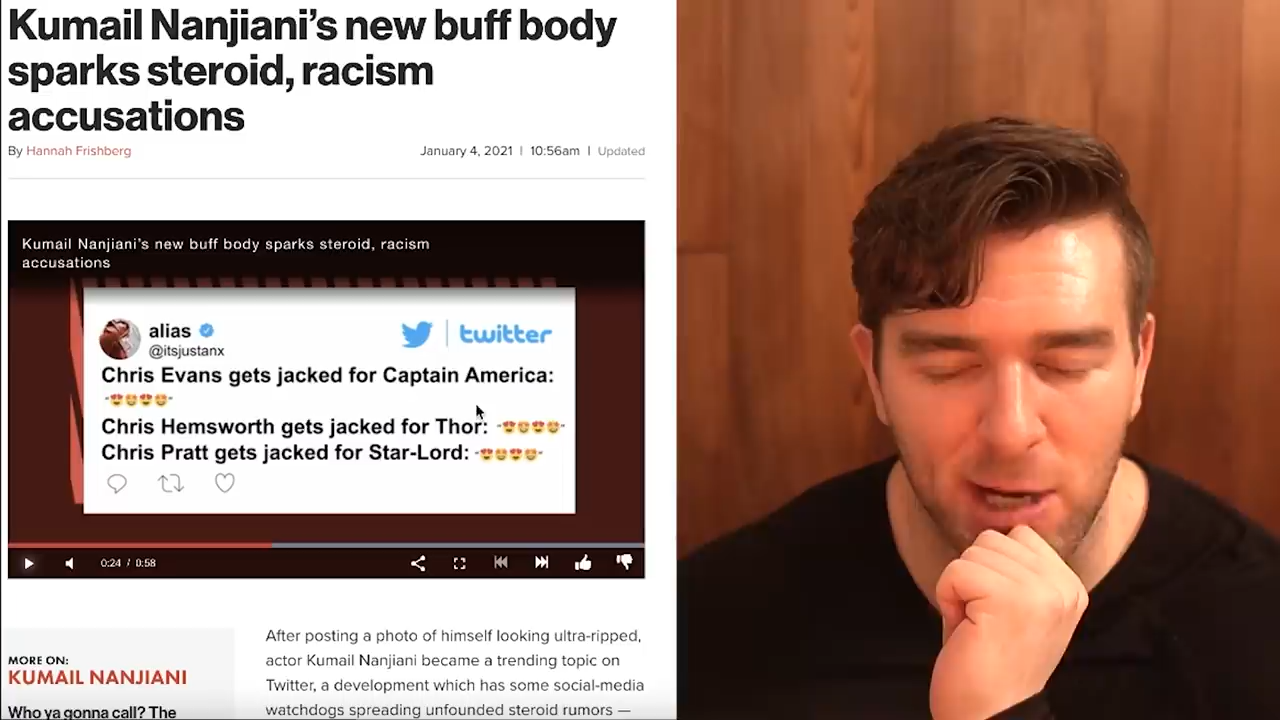 Kumail Nanjiani's new buff body
sparks steroid, racism
accusations
By Hannah Frishberg
January 4, 2021 | 10:56am | Updated
Kumail Nanjiani's new buff body sparks steroid, racism
accusations
alias
twitter
@itsjustanx
Chris Evans gets jacked for Captain America:
😍😍😍😍
Chris Hemsworth gets jacked for Thor: 😍😍😍😍
Chris Pratt gets jacked for Star-Lord: 😍😍😍😍
0:24 / 0:58
After posting a photo of himself looking ultra-ripped,
actor Kumail Nanjiani became a trending topic on
Twitter, a development which has some social-media
watchdogs spreading unfounded steroid rumors —
MORE ON:
KUMAIL NANJIANI
Who ya gonna call? The